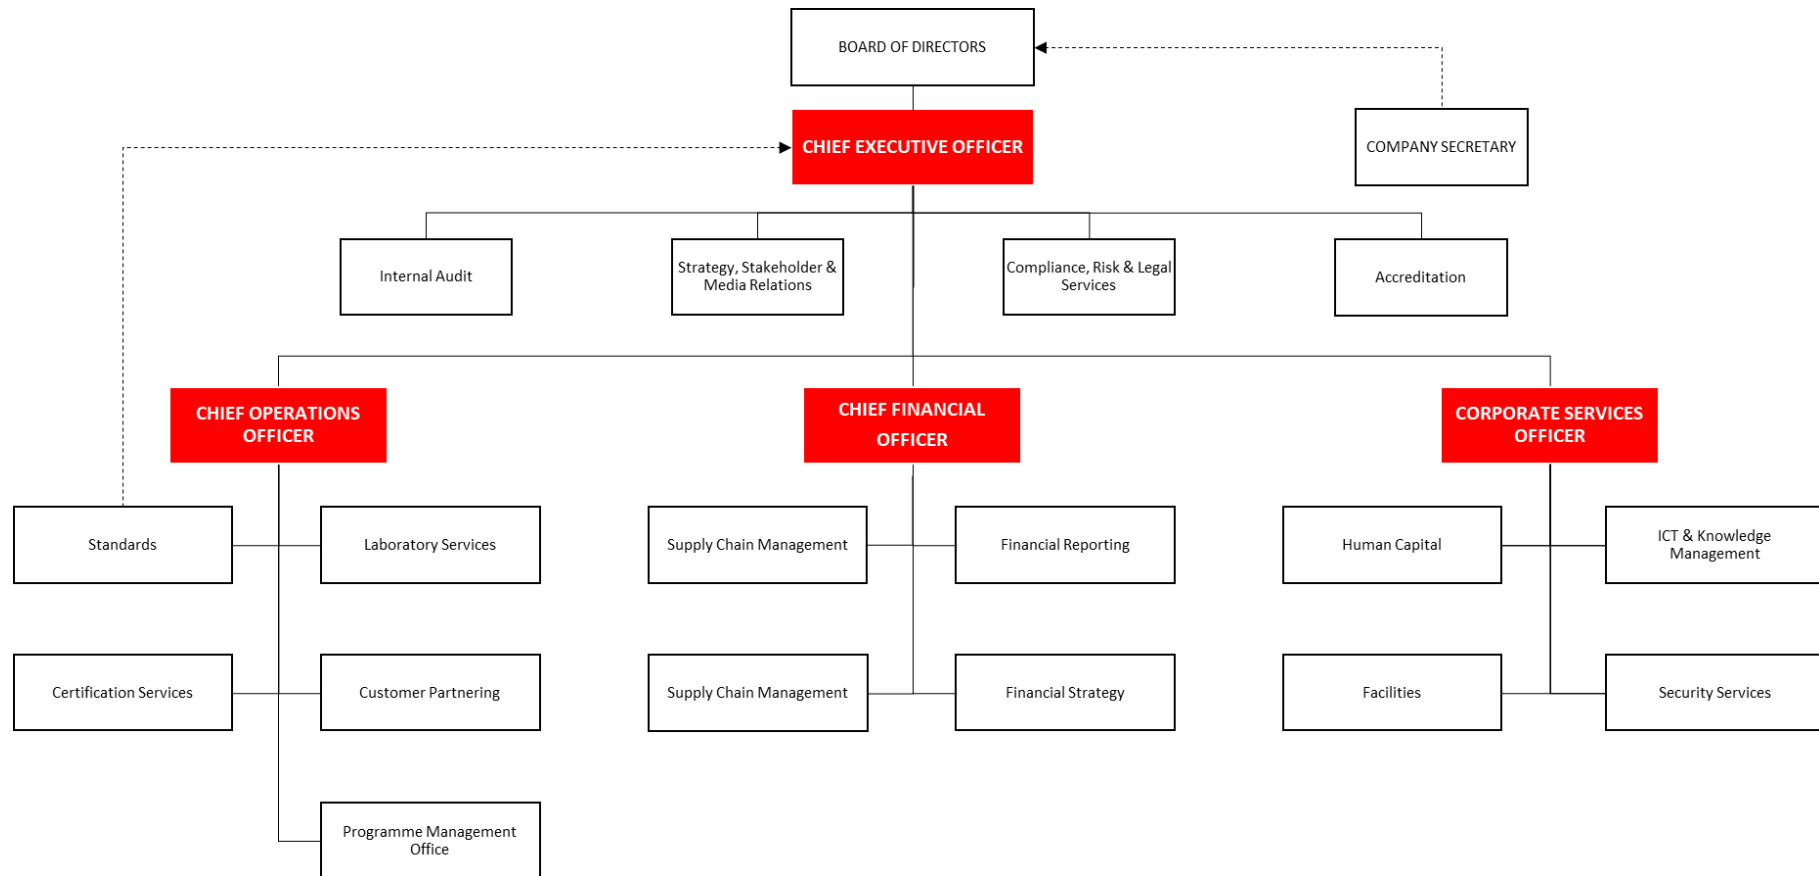 BOARD OF DIRECTORS
CHIEF EXECUTIVE OFFICER
COMPANY SECRETARY
Internal Audit
Strategy, Stakeholder &
Media Relations
Compliance, Risk & Legal
Services
Accreditation
CHIEF OPERATIONS
OFFICER
CHIEF FINANCIAL
OFFICER
CORPORATE SERVICES
OFFICER
Standards
Laboratory Services
Supply Chain Management
Financial Reporting
Human Capital
ICT & Knowledge
Management
Certification Services
Customer Partnering
Supply Chain Management
Financial Strategy
Facilities
Security Services
Programme Management
Office